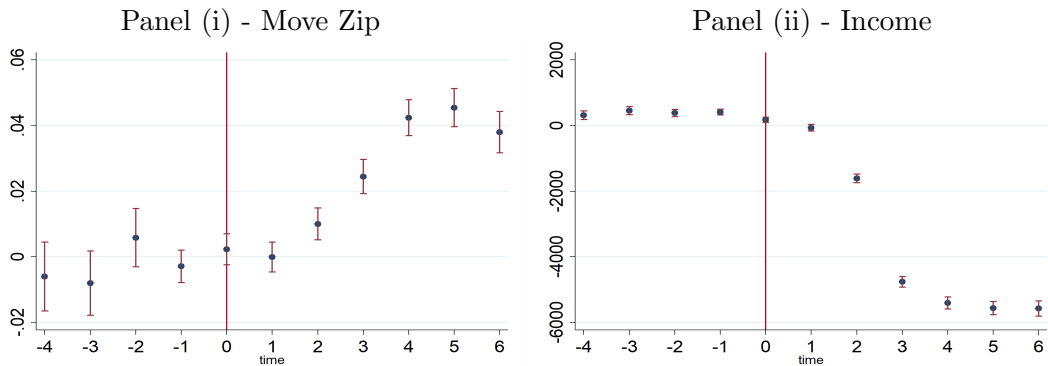 Panel (i) - Move Zip
.06
.04
.02
0
-.02
-4 -3 -2 -1 0 1 2 3 4 5 6
time
Panel (ii) - Income
2000
0
-2000
-4000
-6000
-4 -3 -2 -1 0 1 2 3 4 5 6
time